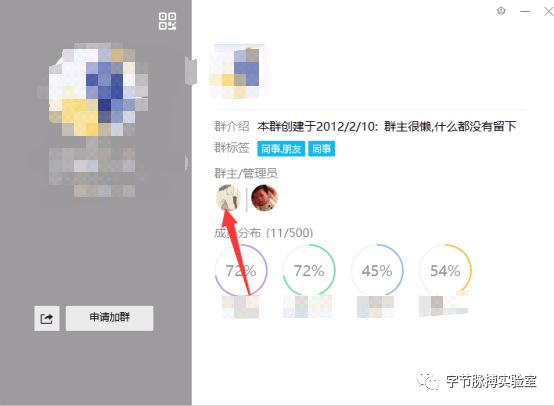 群介绍 本群创建于2012/2/10: 群主很懒,什么都没有留下
群标签 同事.朋友 同事
群主/管理员
成员分布 (11/500)
72% 72% 45% 54%
申请加群
字节脉搏实验室